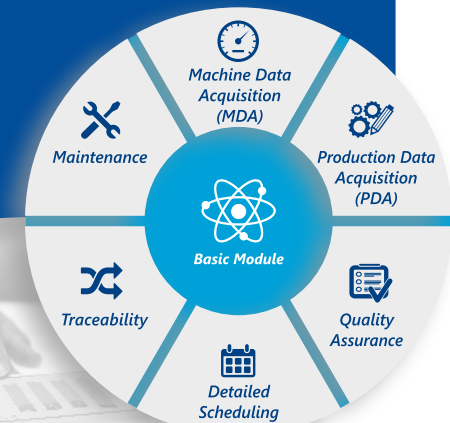 Machine Data
Acquisition
(MDA)
Maintenance
Production Data
Acquisition
(PDA)
Basic Module
Traceability
Quality
Assurance
Detailed
Scheduling